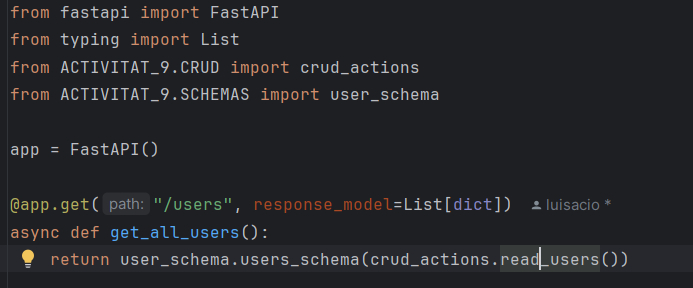 from fastapi import FastAPI
from typing import List
from ACTIVITAT_9.CRUD import crud_actions
from ACTIVITAT_9.SCHEMAS import user_schema
app = FastAPI()
@app.get( path: "/users", response_model=List[dict]) luisacio *
async def get_all_users():
return user_schema.users_schema(crud_actions.read_users())